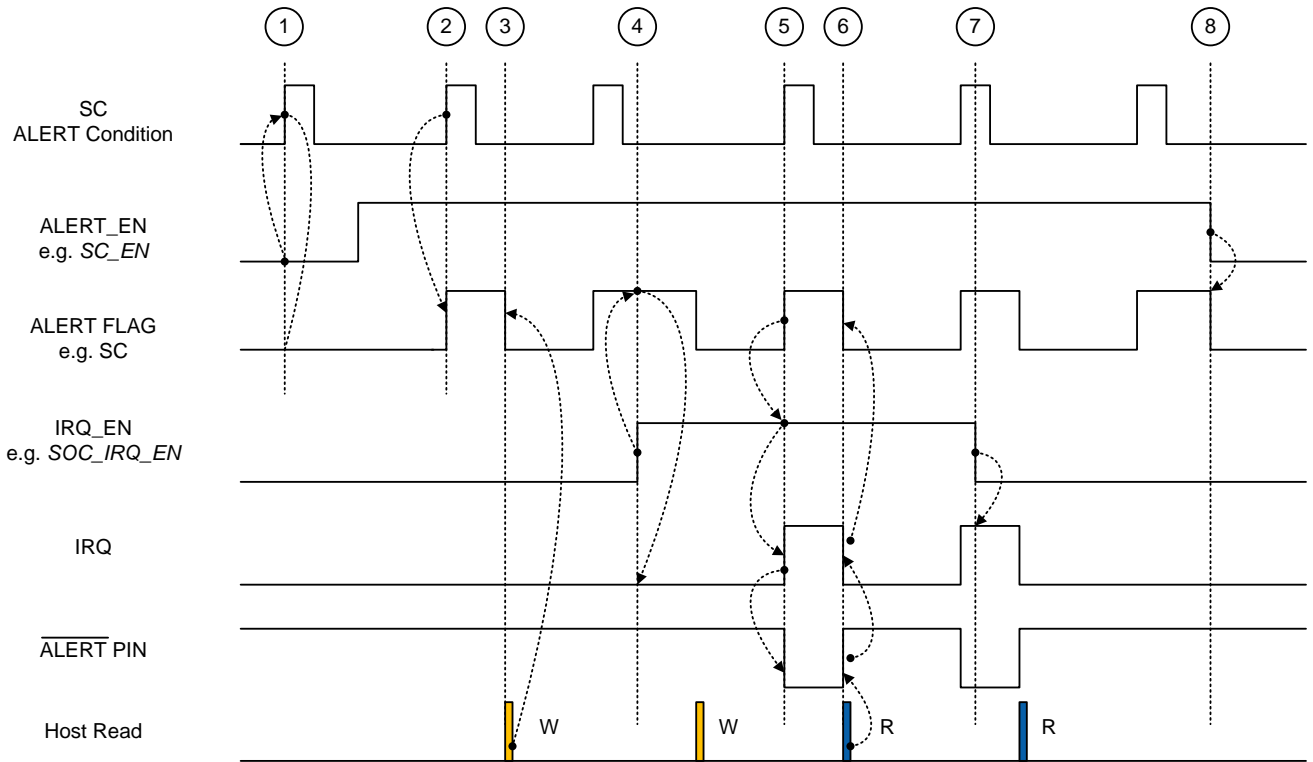 1 2 3 4 5 6 7 8
SC
ALERT Condition
ALERT_EN
e.g. SC_EN
ALERT FLAG
e.g. SC
IRQ_EN
e.g. SOC_IRQ_EN
IRQ
ALERT PIN
Host Read W W R R